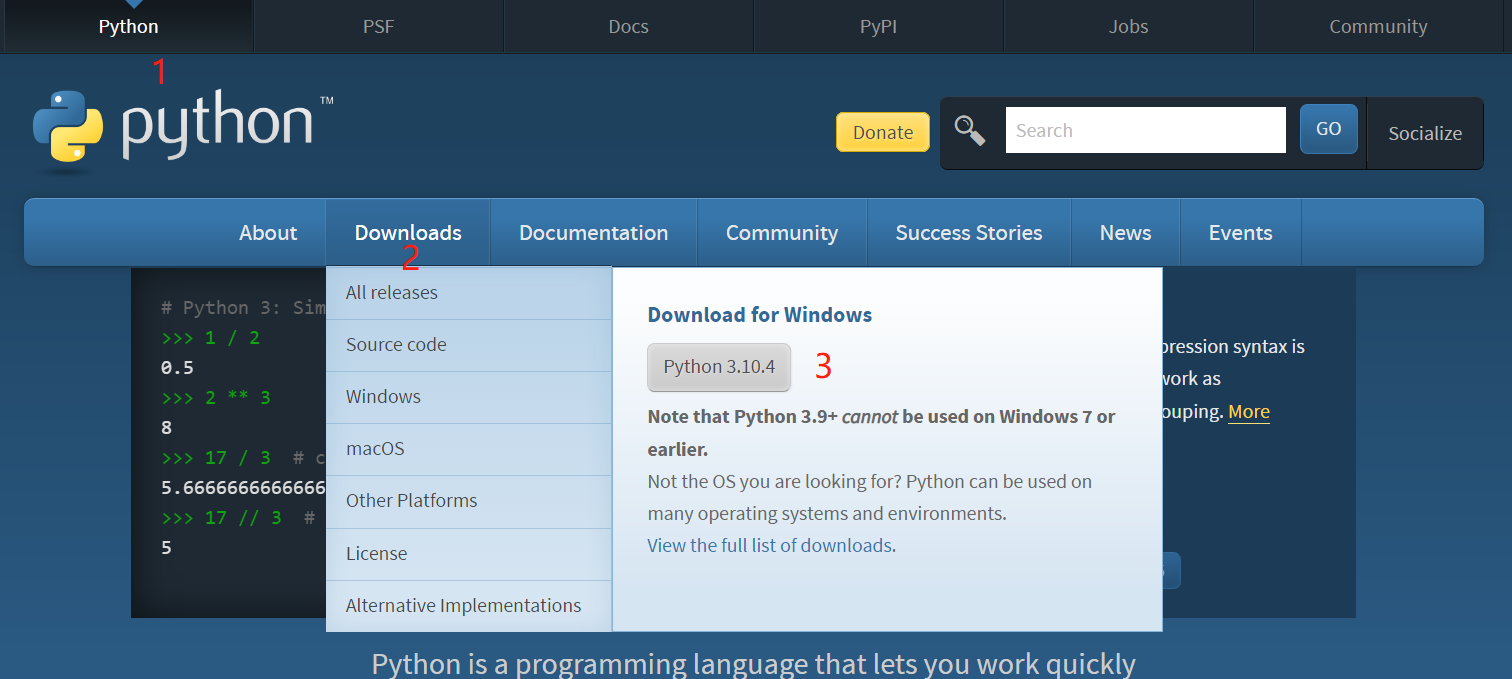 Python PSF Docs PyPI Jobs Community
1
python™
Donate Search GO Socialize
About Downloads Documentation Community Success Stories News Events
2
All releases
Source code
Windows
macOS
Other Platforms
License
Alternative Implementations
Download for Windows
Python 3.10.4 3
Note that Python 3.9+ cannot be used on Windows 7 or
earlier.
Not the OS you are looking for? Python can be used on
many operating systems and environments.
View the full list of downloads.
# Python 3: Sim
>>> 1 / 2
0.5
>>> 2 ** 3
8
>>> 17 / 3 # c
5.6666666666666
>>> 17 // 3 #
5
pression syntax is
work as
ouping. More
Python is a programming language that lets you work quickly